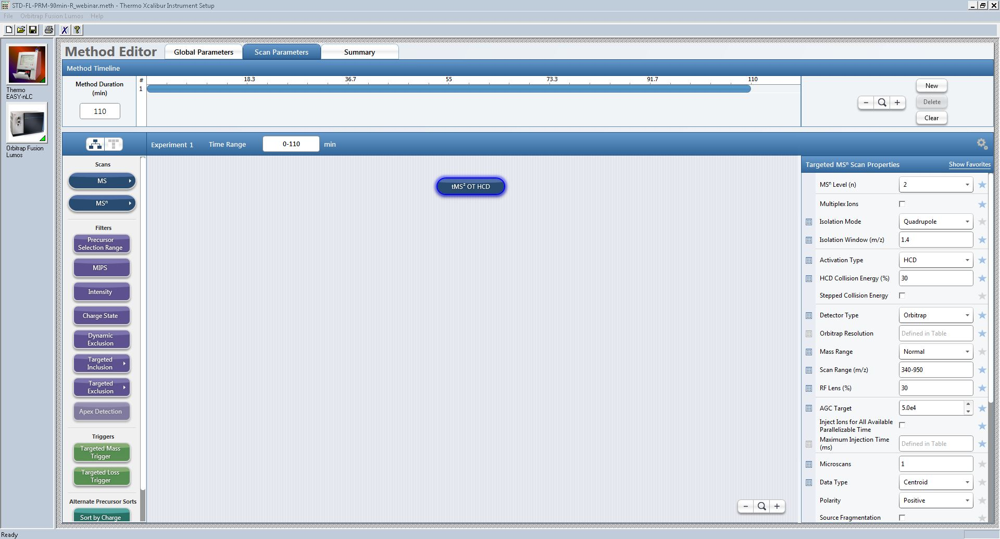 STD-FL-PRM-90min-R_webinar.meth - Thermo Xcalibur Instrument Setup
File Orbitrap Fusion Lumos Help
Thermo
EASY-nLC
Orbitrap Fusion
Lumos
Method Editor Global Parameters Scan Parameters Summary
Method Timeline
Method Duration
(min)
110
#
1
18.3 36.7 55 73.3 91.7 110
New
Delete
Clear
Experiment 1 Time Range 0-110 min
Scans
MS
MSⁿ
Filters
Precursor
Selection Range
MIPS
Intensity
Charge State
Dynamic
Exclusion
Targeted
Inclusion
Targeted
Exclusion
Apex Detection
Triggers
Targeted Mass
Trigger
Targeted Loss
Trigger
Alternate Precursor Sorts
Sort by Charge
tMS² OT HCD
Targeted MSⁿ Scan Properties Show Favorites
MSⁿ Level (n) 2
Multiplex Ions
Isolation Mode Quadrupole
Isolation Window (m/z) 1.4
Activation Type HCD
HCD Collision Energy (%) 30
Stepped Collision Energy
Detector Type Orbitrap
Orbitrap Resolution Defined in Table
Mass Range Normal
Scan Range (m/z) 340-950
RF Lens (%) 30
AGC Target 5.0e4
Inject Ions for All Available
Parallelizable Time
Maximum Injection Time
(ms) Defined in Table
Microscans 1
Data Type Centroid
Polarity Positive
Source Fragmentation
Ready